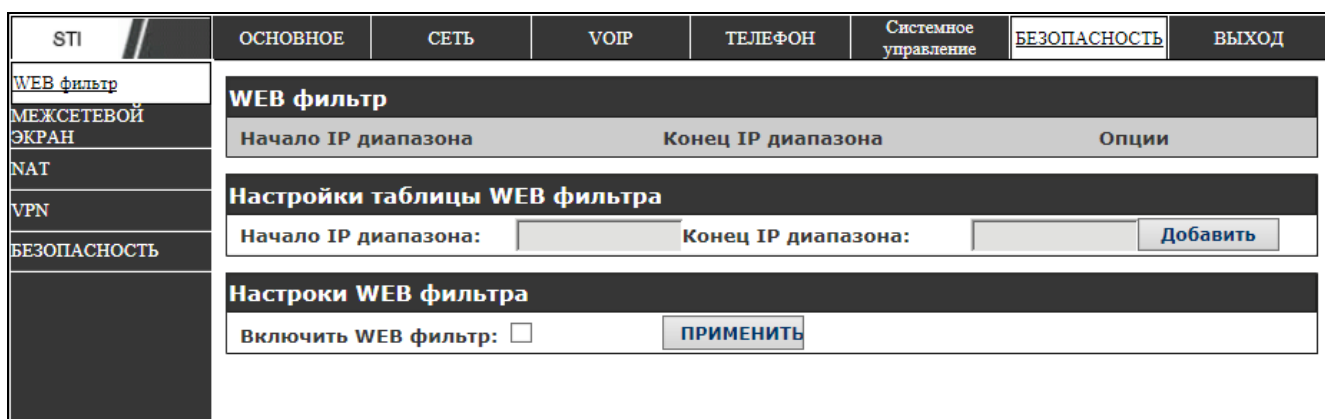 STI
ОСНОВНОЕ
СЕТЬ
VOIP
ТЕЛЕФОН
Системное
управление
БЕЗОПАСНОСТЬ
ВЫХОД
WEB фильтр
МЕЖСЕТЕВОЙ
ЭКРАН
NAT
VPN
БЕЗОПАСНОСТЬ
WEB фильтр
Начало IP диапазона Конец IP диапазона Опции
Настройки таблицы WEB фильтра
Начало IP диапазона: Конец IP диапазона: Добавить
Настроки WEB фильтра
Включить WEB фильтр: ПРИМЕНИТЬ